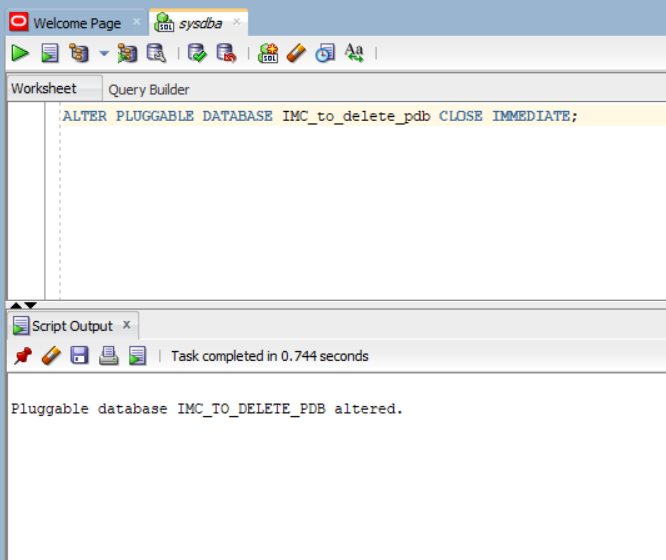 Welcome Page
sysdba
Worksheet
Query Builder
ALTER PLUGGABLE DATABASE IMC_to_delete_pdb CLOSE IMMEDIATE;
Script Output
Task completed in 0.744 seconds
Pluggable database IMC_TO_DELETE_PDB altered.